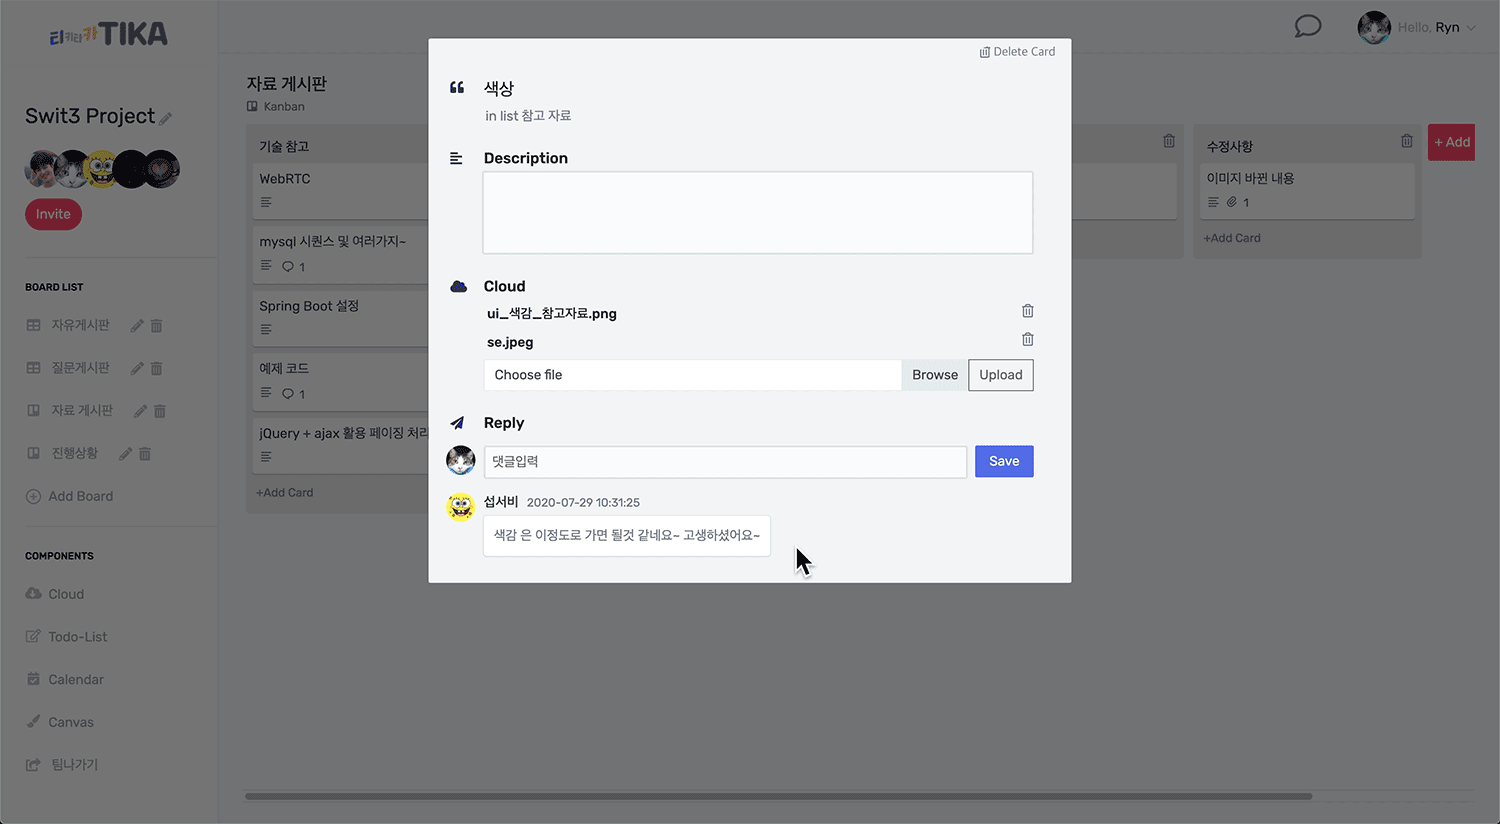 티키타카TIKA
Hello, Ryn
Swit3 Project
Invite
BOARD LIST
자유게시판
질문게시판
자료 게시판
진행상황
Add Board
COMPONENTS
Cloud
Todo-List
Calendar
Canvas
팀나가기
자료 게시판
Kanban
기술 참고
WebRTC
mysql 시퀀스 및 여러가지~
1
Spring Boot 설정
예제 코드
1
jQuery + ajax 활용 페이징 처리
+Add Card
Delete Card
색상
in list 참고 자료
Description
Cloud
ui_색감_참고자료.png
se.jpeg
Choose file
Browse
Upload
Reply
댓글입력
Save
섭서비 2020-07-29 10:31:25
색감 은 이정도로 가면 될것 같네요~ 고생하셨어요~
수정사항
이미지 바뀐 내용
1
+Add Card
+ Add